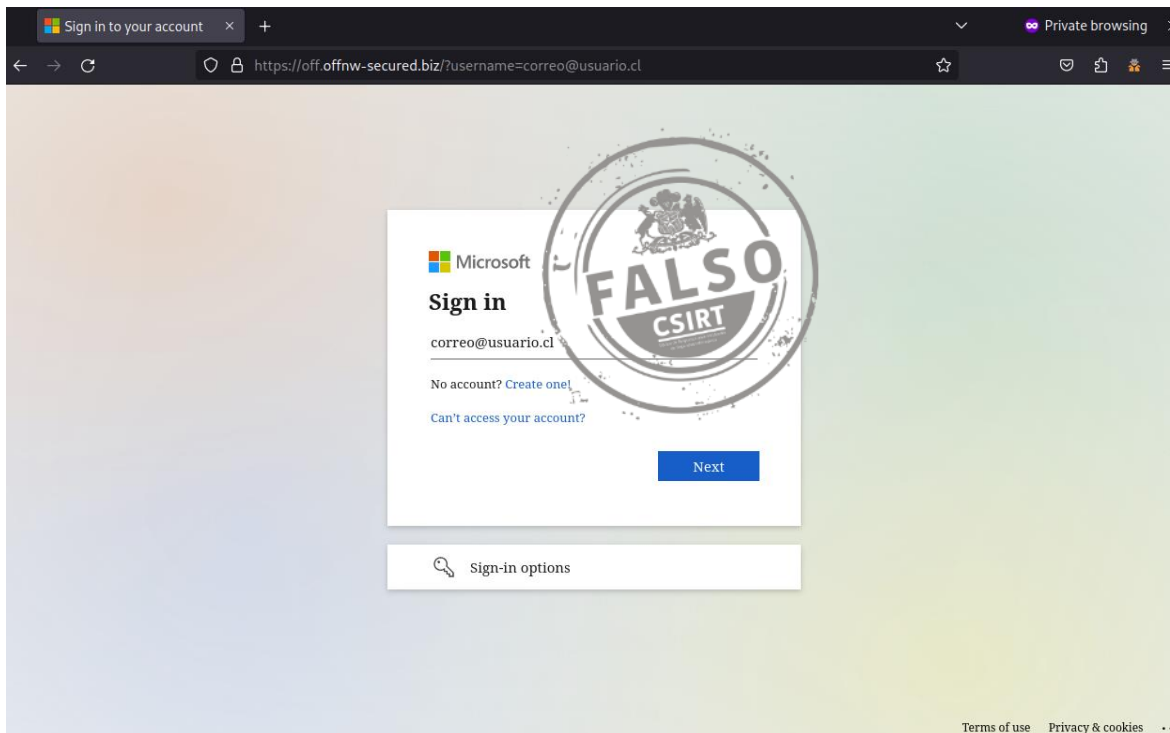 Sign in to your account
Private browsing
https://off.offnw-secured.biz/?username=correo@usuario.cl
Microsoft
FALSO
CSIRT
Sign in
correo@usuario.cl
No account? Create one!
Can't access your account?
Next
Sign-in options
Terms of use Privacy & cookies